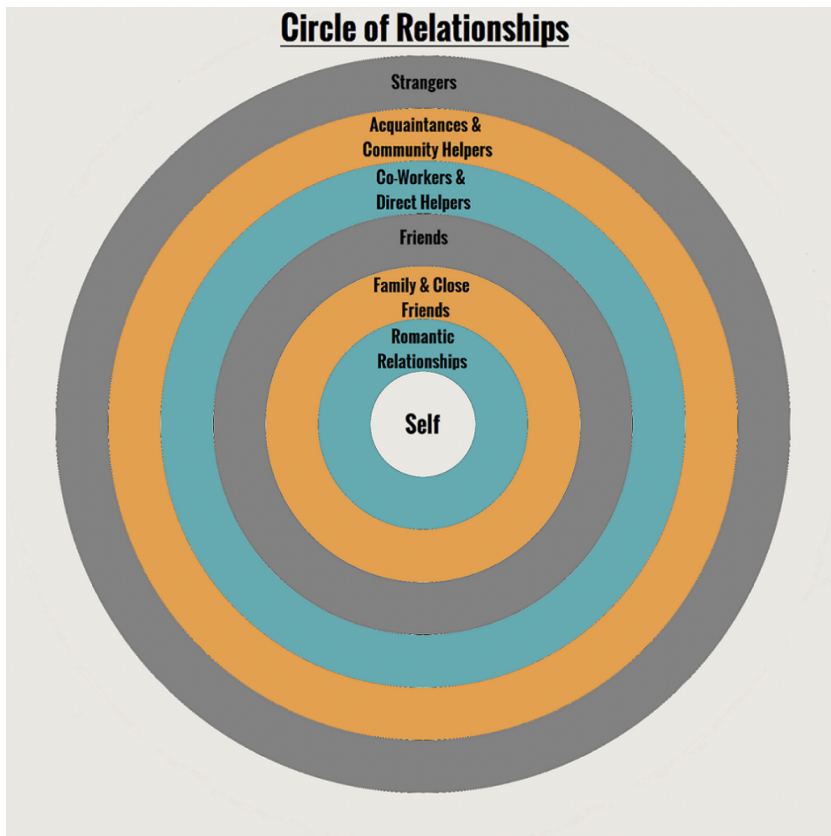 Circle of Relationships
Strangers
Acquaintances &
Community Helpers
Co-Workers &
Direct Helpers
Friends
Family & Close
Friends
Romantic
Relationships
Self